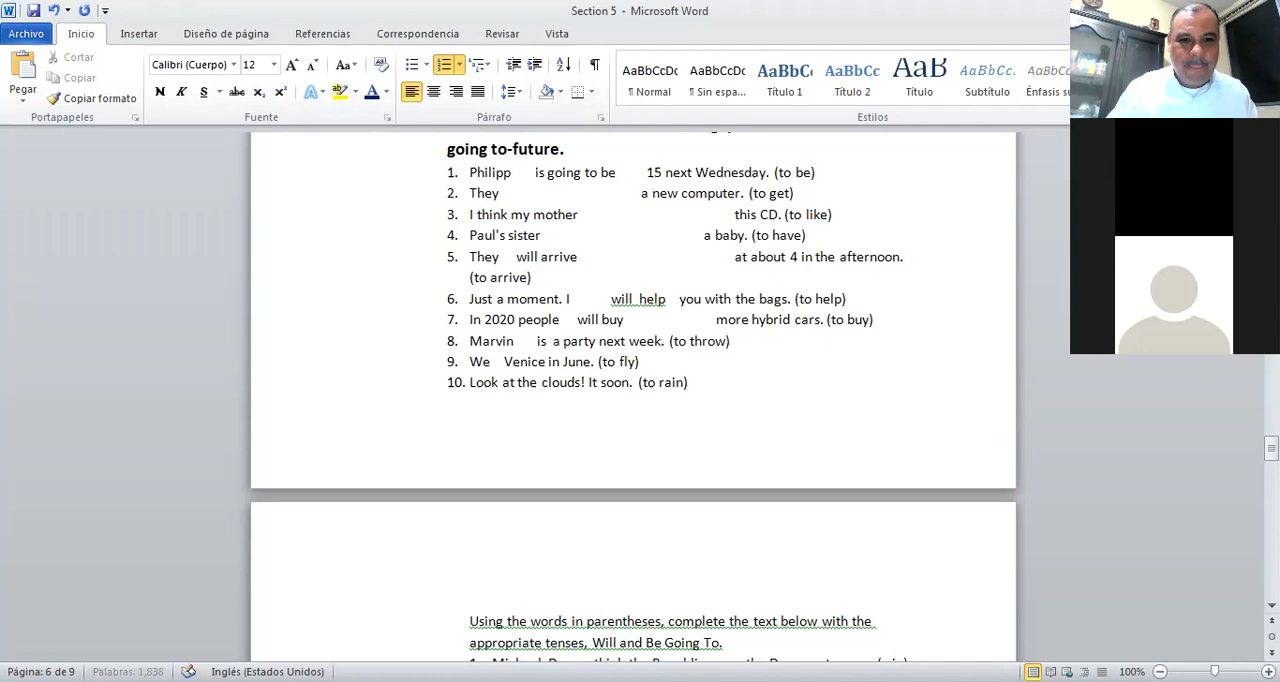 Section 5 - Microsoft Word
Archivo Inicio Insertar Diseño de página Referencias Correspondencia Revisar Vista
Pegar
Cortar
Copiar
Copiar formato
Portapapeles
Calibri (Cuerpo) 12
Fuente
Párrafo
AaBbCcDc AaBbCcDc AaBbC AaBbCc AaB AaBbCc. AaBbCcDc
¶ Normal ¶ Sin espa... Título 1 Título 2 Título Subtítulo Énfasis su
Estilos
going to-future.
1. Philipp is going to be 15 next Wednesday. (to be)
2. They a new computer. (to get)
3. I think my mother this CD. (to like)
4. Paul's sister a baby. (to have)
5. They will arrive at about 4 in the afternoon.
(to arrive)
6. Just a moment. I will help you with the bags. (to help)
7. In 2020 people will buy more hybrid cars. (to buy)
8. Marvin is a party next week. (to throw)
9. We Venice in June. (to fly)
10. Look at the clouds! It soon. (to rain)
Using the words in parentheses, complete the text below with the
appropriate tenses, Will and Be Going To.
Página: 6 de 9 Palabras: 1,836 Inglés (Estados Unidos) 100%